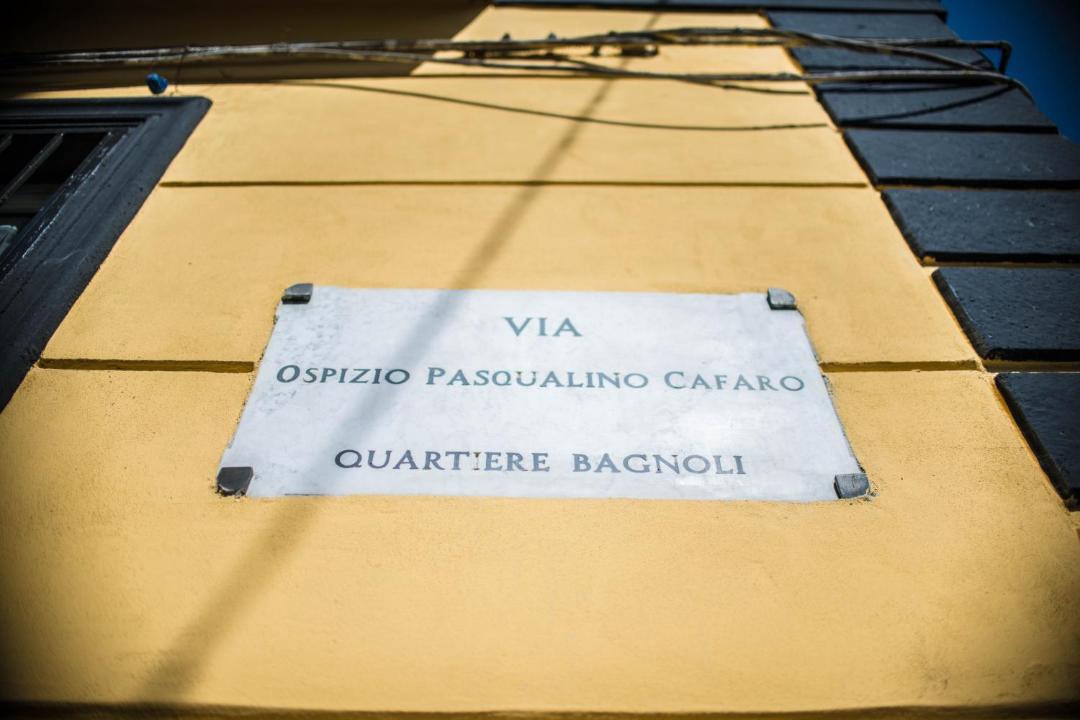 VIA
OSPIZIO PASQUALINO CAFARO
QUARTIERE BAGNOLI